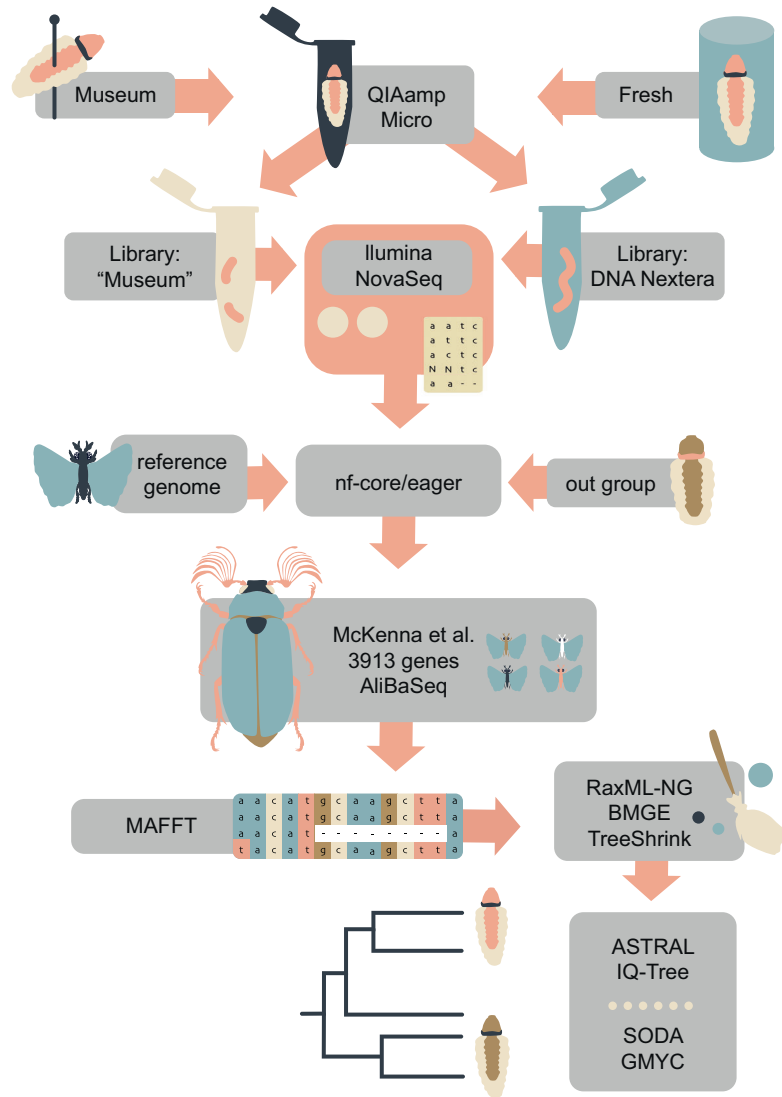 Museum
QIAamp
Micro
Fresh
Library:
“Museum”
Ilumina
NovaSeq
Library:
DNA Nextera
a a t c
a t t c
a c t c
N N t c
a a - -
reference
genome
nf-core/eager
out group
McKenna et al.
3913 genes
AliBaSeq
MAFFT
a a c a t g c a a g c t t a
a a c a t g c a a g c t t a
a a c a t - - - - - - - - a
t a c a t g c a a g c t t a
RaxML-NG
BMGE
TreeShrink
ASTRAL
IQ-Tree
SODA
GMYC